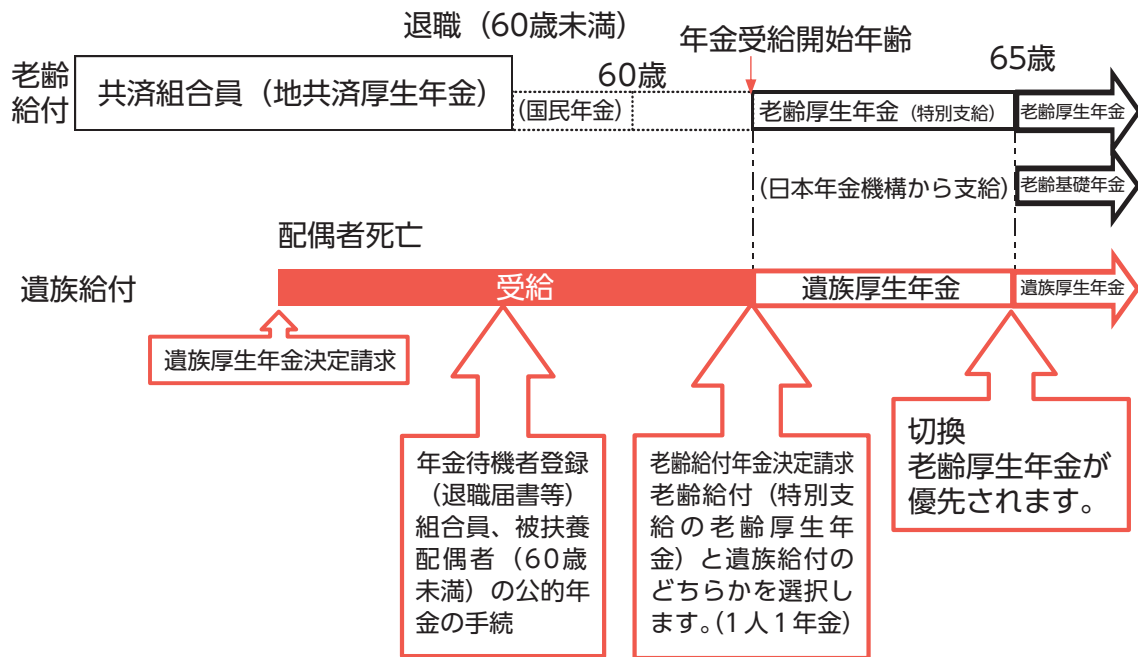 退職（60歳未満）
年金受給開始年齢
60歳
65歳
老齢
給付
共済組合員（地共済厚生年金）
(国民年金)
老齢厚生年金（特別支給）
老齢厚生年金
(日本年金機構から支給)
老齢基礎年金
配偶者死亡
遺族給付
受給
遺族厚生年金
遺族厚生年金
遺族厚生年金決定請求
年金待機者登録
（退職届書等）
組合員、被扶養
配偶者（60歳
未満）の公的年
金の手続
老齢給付年金決定請求
老齢給付（特別支
給の老齢厚生年
金）と遺族給付の
どちらかを選択し
ます。(1人1年金)
切換
老齢厚生年金が
優先されます。